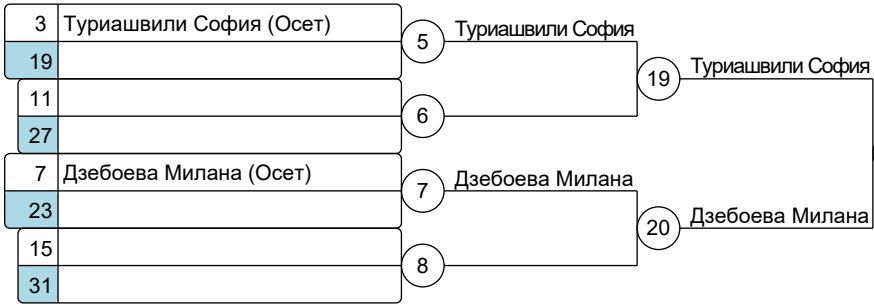 3 Туриашвили София (Осет)
19
5 Туриашвили София
11
27
6
19 Туриашвили София
7 Дзебоева Милана (Осет)
23
7 Дзебоева Милана
15
31
8
20 Дзебоева Милана